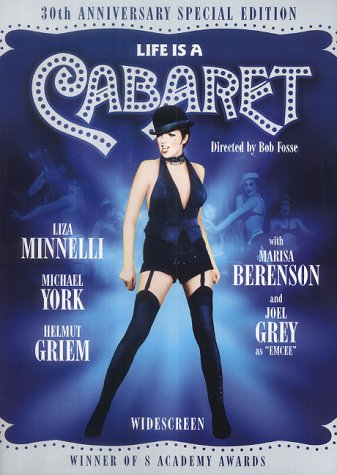 30th ANNIVERSARY SPECIAL EDITION
LIFE IS A
CABARET
Directed by Bob Fosse
LIZA
MINNELLI
MICHAEL
YORK
HELMUT
GRIEM
with
MARISA
BERENSON
and
JOEL
GREY
as "EMCEE"
WIDESCREEN
WINNER OF 8 ACADEMY AWARDS